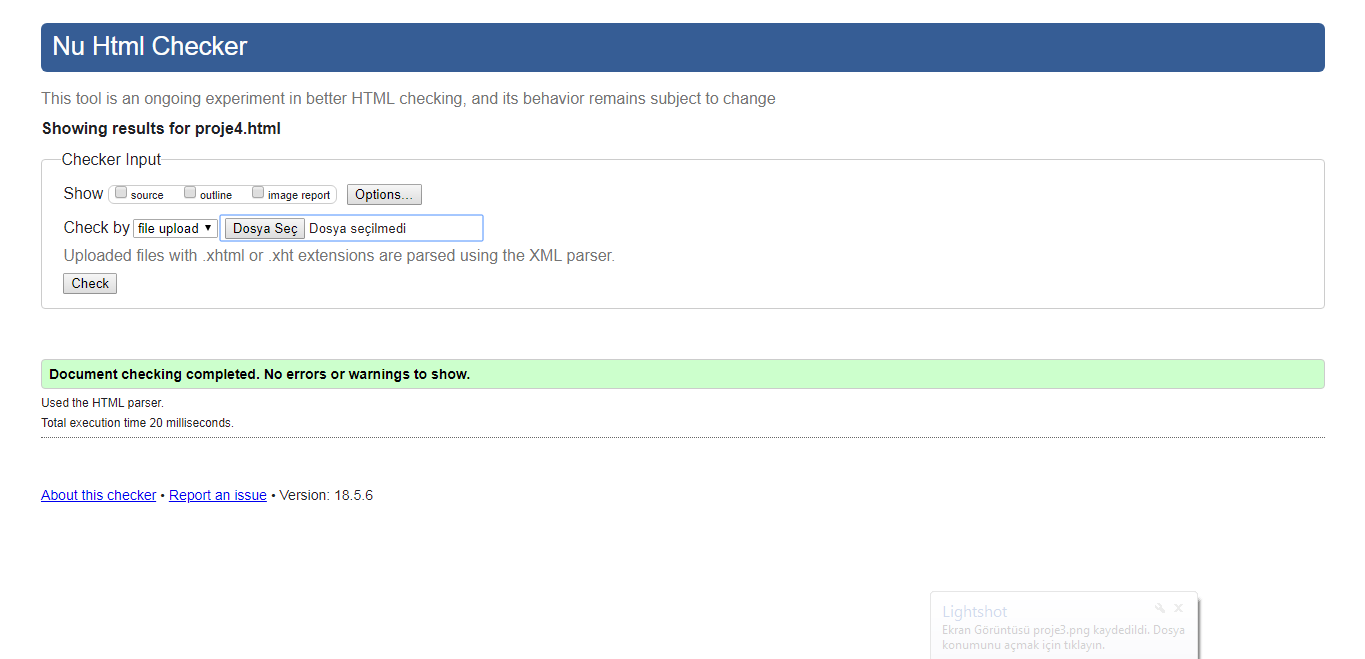 Nu Html Checker
This tool is an ongoing experiment in better HTML checking, and its behavior remains subject to change
Showing results for proje4.html
Checker Input
Show source outline image report Options...
Check by file upload ▼ Dosya Seç Dosya seçilmedi
Uploaded files with .xhtml or .xht extensions are parsed using the XML parser.
Check
Document checking completed. No errors or warnings to show.
Used the HTML parser.
Total execution time 20 milliseconds.
About this checker • Report an issue • Version: 18.5.6
Lightshot
Ekran Görüntüsü proje3.png kaydedildi. Dosya
konumunu açmak için tıklayın.